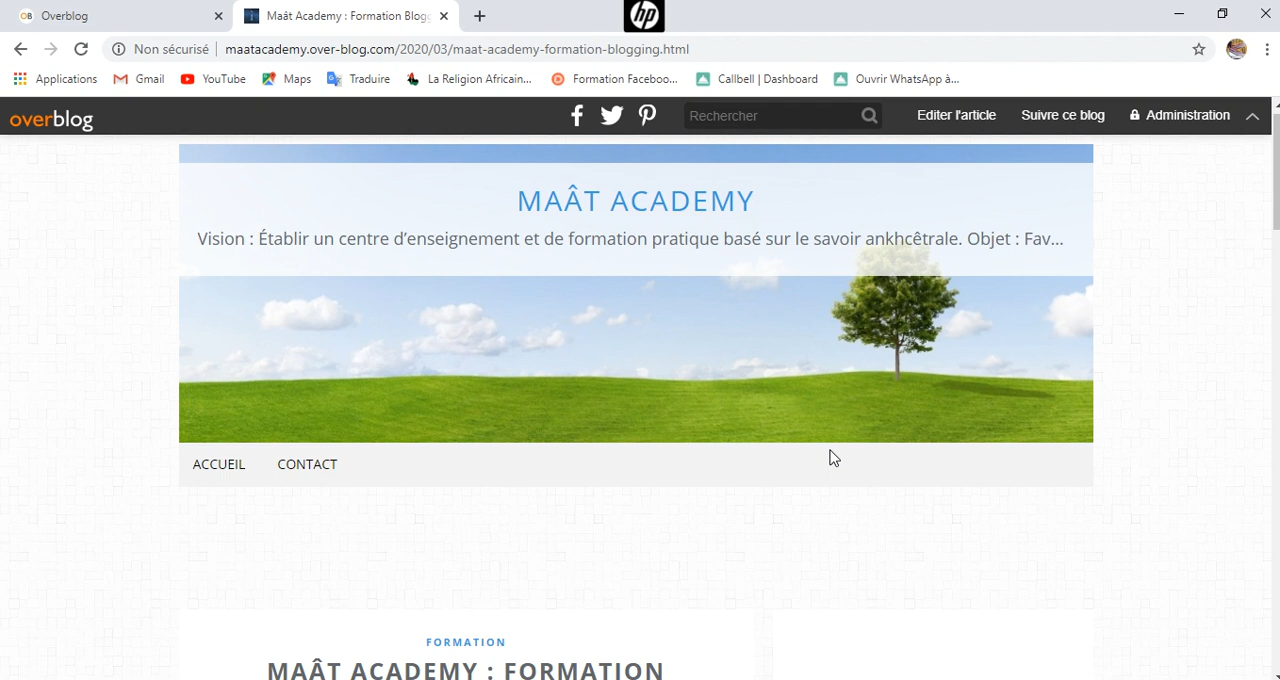 OB Overblog
Maât Academy : Formation Blogg
hp
Non sécurisé
maatacademy.over-blog.com/2020/03/maat-academy-formation-blogging.html
Applications
Gmail
YouTube
Maps
Traduire
La Religion Africain...
Formation Faceboo...
Callbell | Dashboard
Ouvrir WhatsApp à...
overblog
Rechercher
Editer l'article
Suivre ce blog
Administration
MAÂT ACADEMY
Vision : Établir un centre d'enseignement et de formation pratique basé sur le savoir ankhcêtrale. Objet : Fav...
ACCUEIL
CONTACT
FORMATION
MAÂT ACADEMY : FORMATION